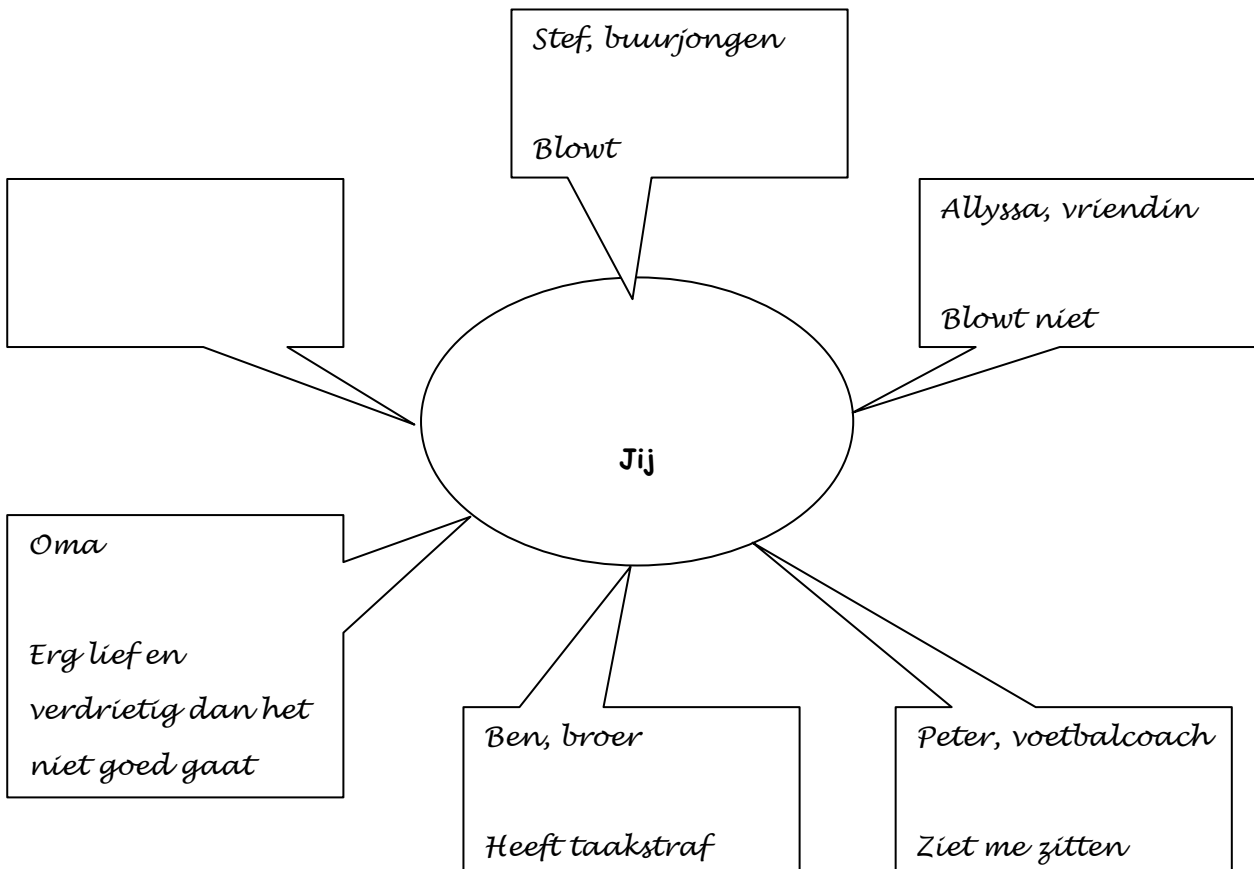 Stef, buurjongen
Blowt
Allyssa, vriendin
Blowt niet
Jij
Oma
Erg lief en
verdrietig dan het
niet goed gaat
Ben, broer
Heeft taakstraf
Peter, voetbalcoach
Ziet me zitten